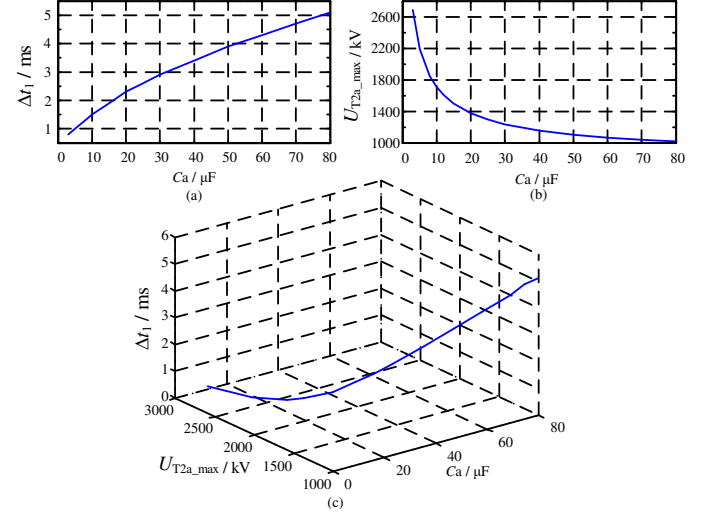 5
4
3
2
1
Δt₁ / ms
0 10 20 30 40 50 60 70 80
Ca / μF
(a)
2600
2200
1800
1400
1000
U_T2a_max / kV
0 10 20 30 40 50 60 70 80
Ca / μF
(b)
6
5
4
3
2
1
0
Δt₁ / ms
3000
2500
2000
1500
1000
U_T2a_max / kV
0
20
40
60
80
Ca / μF
(c)